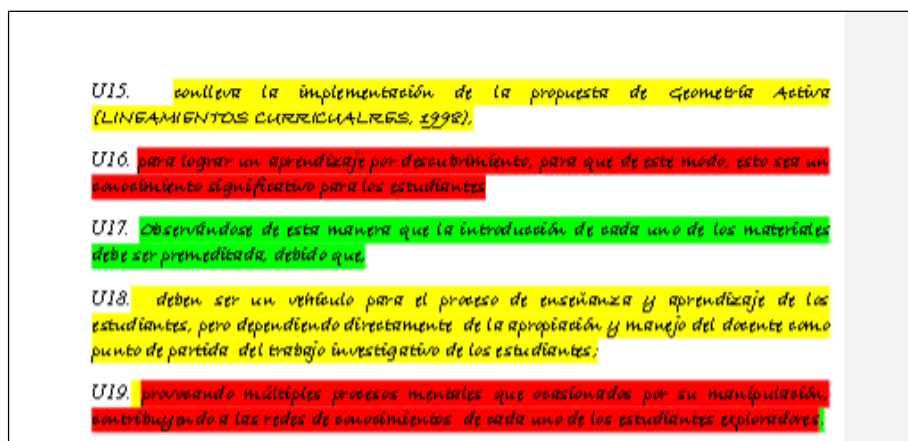 U15. conlleva la implementación de la propuesta de Geometría Activa
(LINEAMIENTOS CURRICUALRES, 1998),
U16. para lograr un aprendizaje por descubrimiento, para que de este modo, esto sea un
conocimiento significativo para los estudiantes
U17. Observándose de esta manera que la introducción de cada uno de los materiales
debe ser premeditada, debido que,
U18. deben ser un vehículo para el proceso de enseñanza y aprendizaje de los
estudiantes, pero dependiendo directamente de la apropiación y manejo del docente como
punto de partida del trabajo investigativo de los estudiantes;
U19. provocando múltiples procesos mentales que ocasionados por su manipulación,
contribuyendo a las redes de conocimientos de cada uno de los estudiantes exploradores.